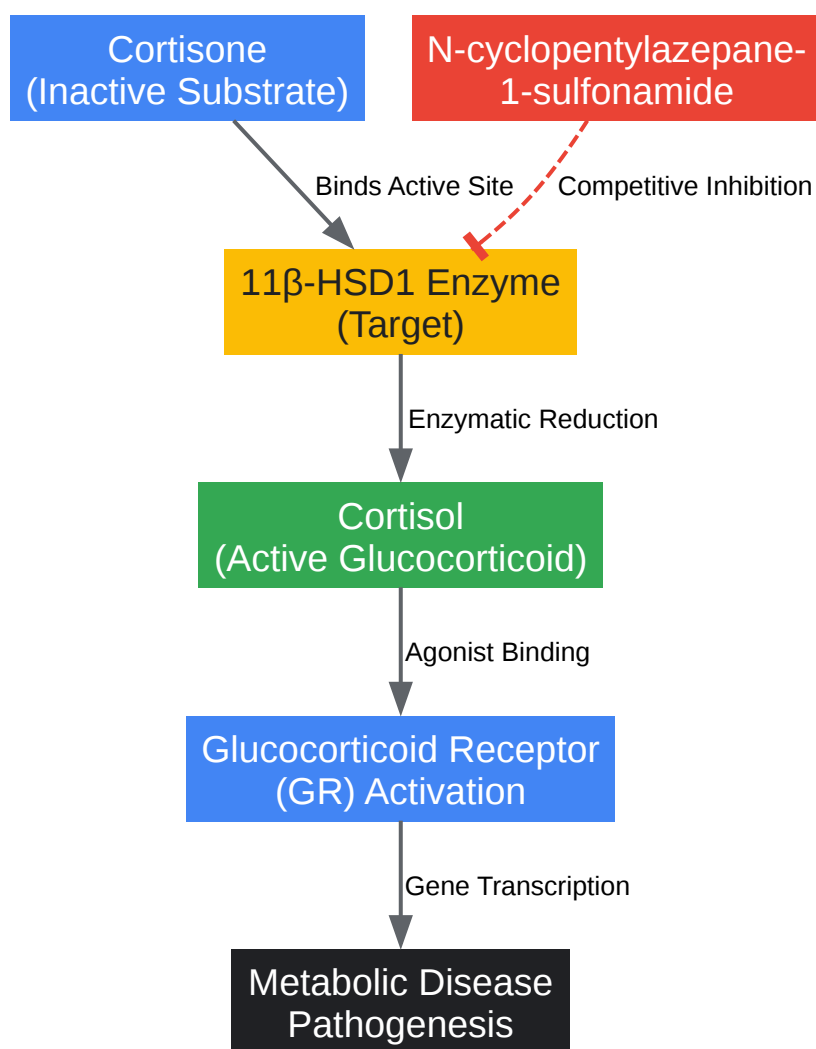 Cortisone
(Inactive Substrate)
N-cyclopentylazepane-
1-sulfonamide
Binds Active Site
Competitive Inhibition
11β-HSD1 Enzyme
(Target)
Enzymatic Reduction
Cortisol
(Active Glucocorticoid)
Agonist Binding
Glucocorticoid Receptor
(GR) Activation
Gene Transcription
Metabolic Disease
Pathogenesis